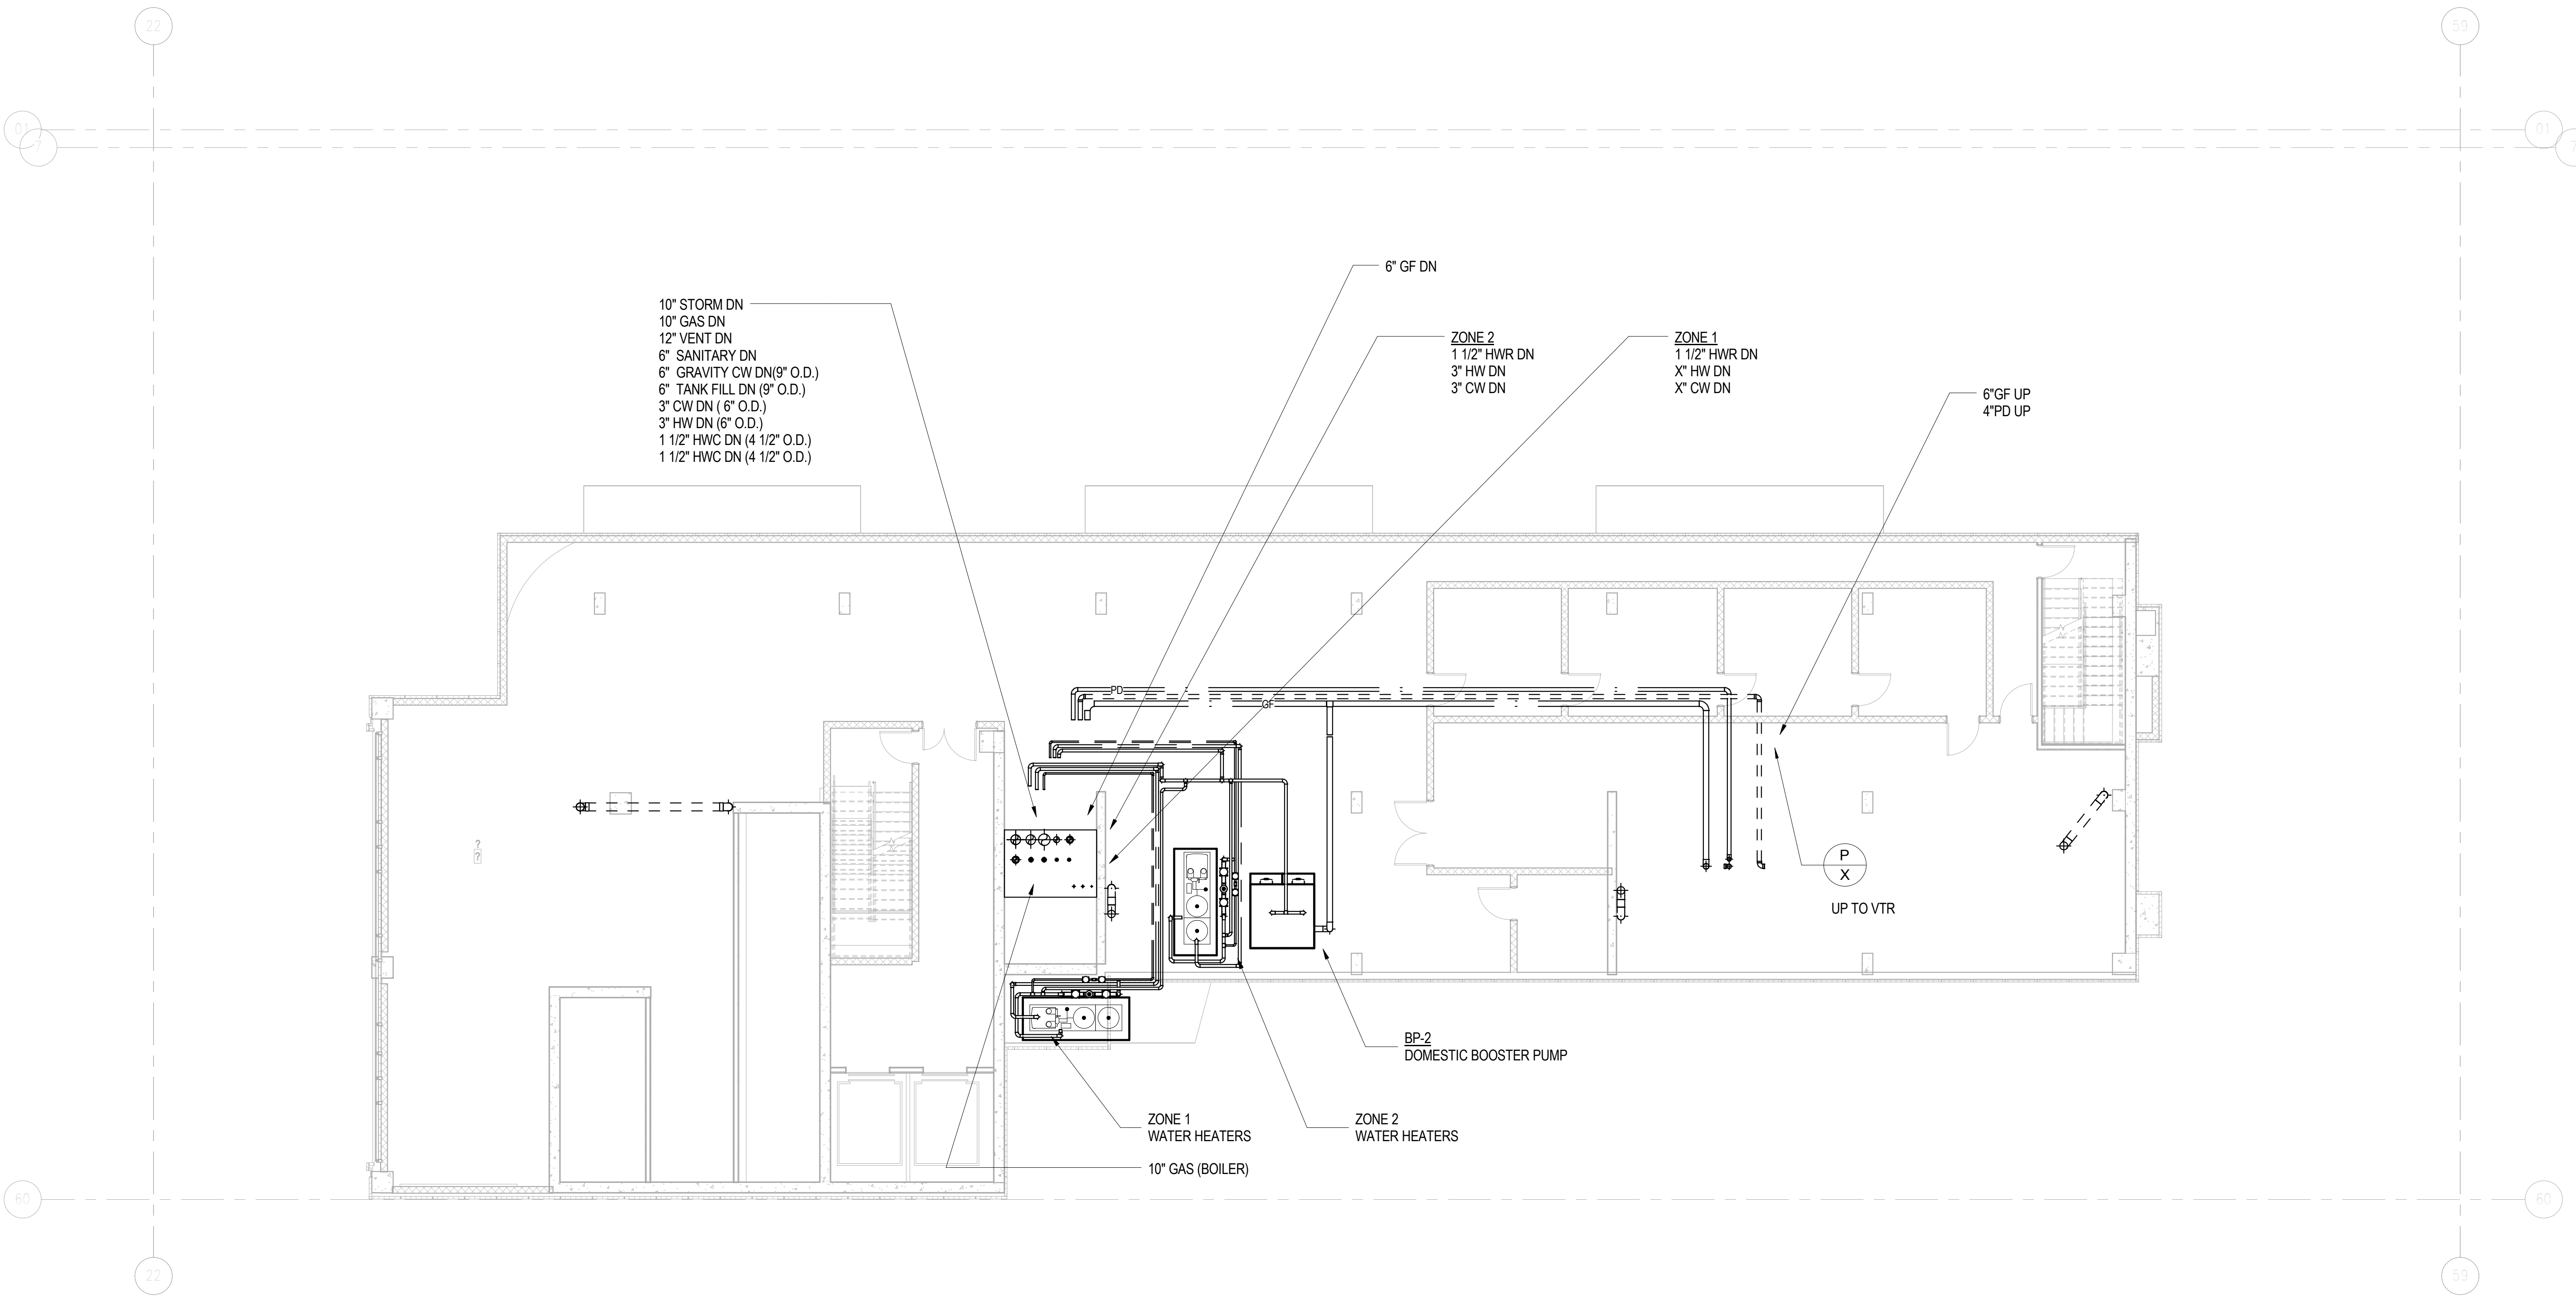 22
59
01
7
01
7
6" GF DN
10" STORM DN
10" GAS DN
12" VENT DN
6" SANITARY DN
6" GRAVITY CW DN(9" O.D.)
6" TANK FILL DN (9" O.D.)
3" CW DN ( 6" O.D.)
3" HW DN (6" O.D.)
1 1/2" HWC DN (4 1/2" O.D.)
1 1/2" HWC DN (4 1/2" O.D.)
ZONE 2
1 1/2" HWR DN
3" HW DN
3" CW DN
ZONE 1
1 1/2" HWR DN
X" HW DN
X" CW DN
6"GF UP
4"PD UP
PD
GF
?
?
P
X
UP TO VTR
BP-2
DOMESTIC BOOSTER PUMP
ZONE 1
WATER HEATERS
ZONE 2
WATER HEATERS
10" GAS (BOILER)
60
60
22
59